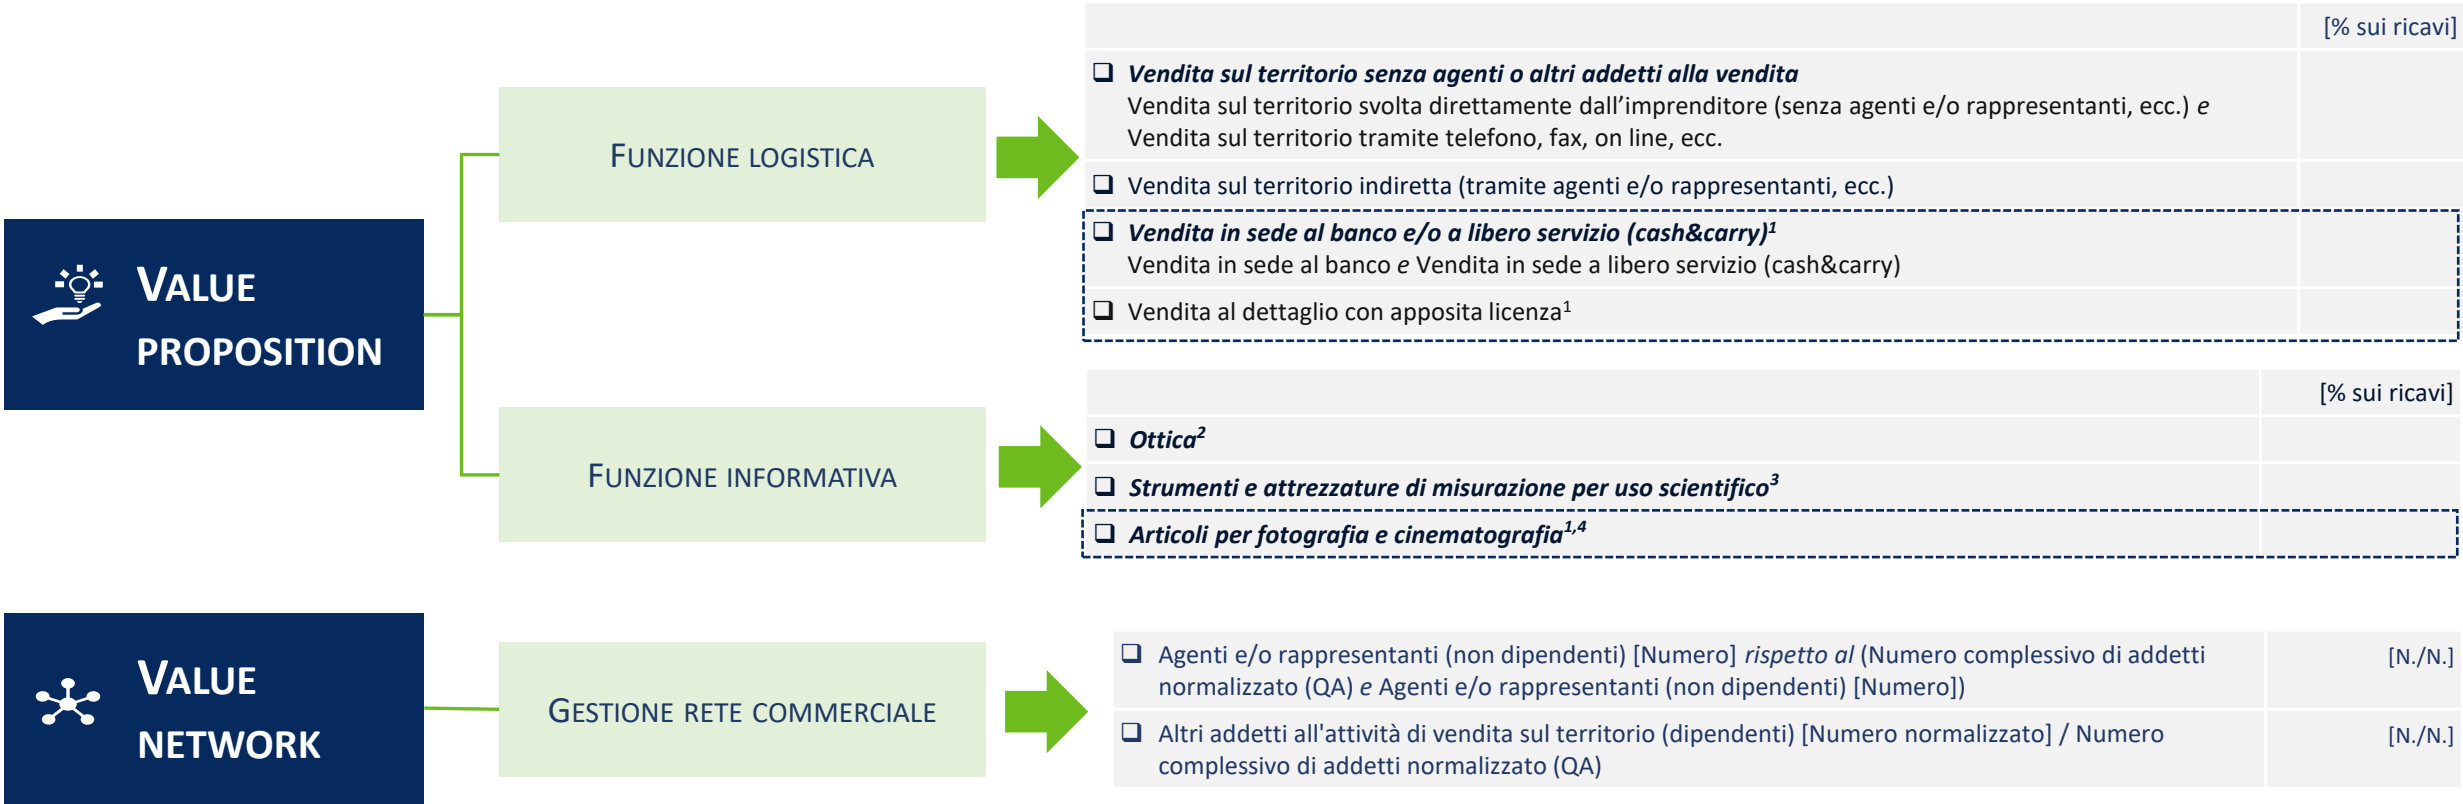 VALUE
PROPOSITION
FUNZIONE LOGISTICA
[% sui ricavi]
❑ Vendita sul territorio senza agenti o altri addetti alla vendita
Vendita sul territorio svolta direttamente dall'imprenditore (senza agenti e/o rappresentanti, ecc.) e
Vendita sul territorio tramite telefono, fax, on line, ecc.
❑ Vendita sul territorio indiretta (tramite agenti e/o rappresentanti, ecc.)
❑ Vendita in sede al banco e/o a libero servizio (cash&carry)¹
Vendita in sede al banco e Vendita in sede a libero servizio (cash&carry)
❑ Vendita al dettaglio con apposita licenza¹
FUNZIONE INFORMATIVA
[% sui ricavi]
❑ Ottica²
❑ Strumenti e attrezzature di misurazione per uso scientifico³
❑ Articoli per fotografia e cinematografia¹,⁴
VALUE
NETWORK
GESTIONE RETE COMMERCIALE
❑ Agenti e/o rappresentanti (non dipendenti) [Numero] rispetto al (Numero complessivo di addetti [N./N.]
normalizzato (QA) e Agenti e/o rappresentanti (non dipendenti) [Numero])
❑ Altri addetti all'attività di vendita sul territorio (dipendenti) [Numero normalizzato] / Numero [N./N.]
complessivo di addetti normalizzato (QA)